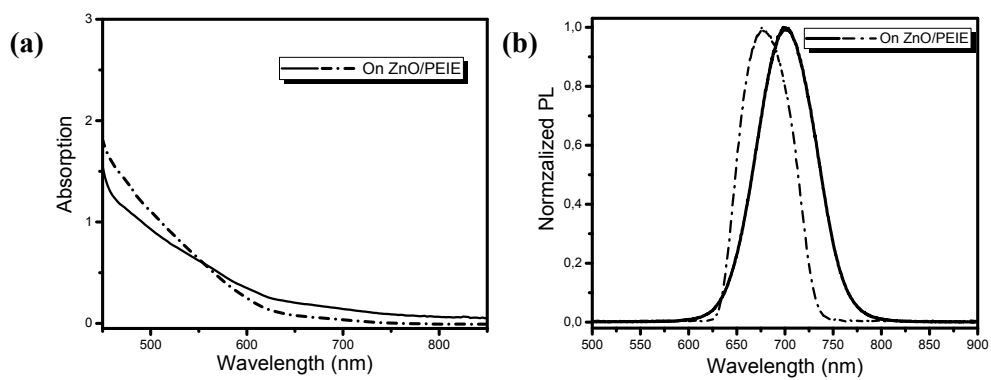 (a)
3
2
1
0
Absorption
On ZnO/PEIE
500 600 700 800
Wavelength (nm)
(b)
1,0
0,8
0,6
0,4
0,2
0,0
Normzalized PL
On ZnO/PEIE
500 550 600 650 700 750 800 850 900
Wavelength (nm)